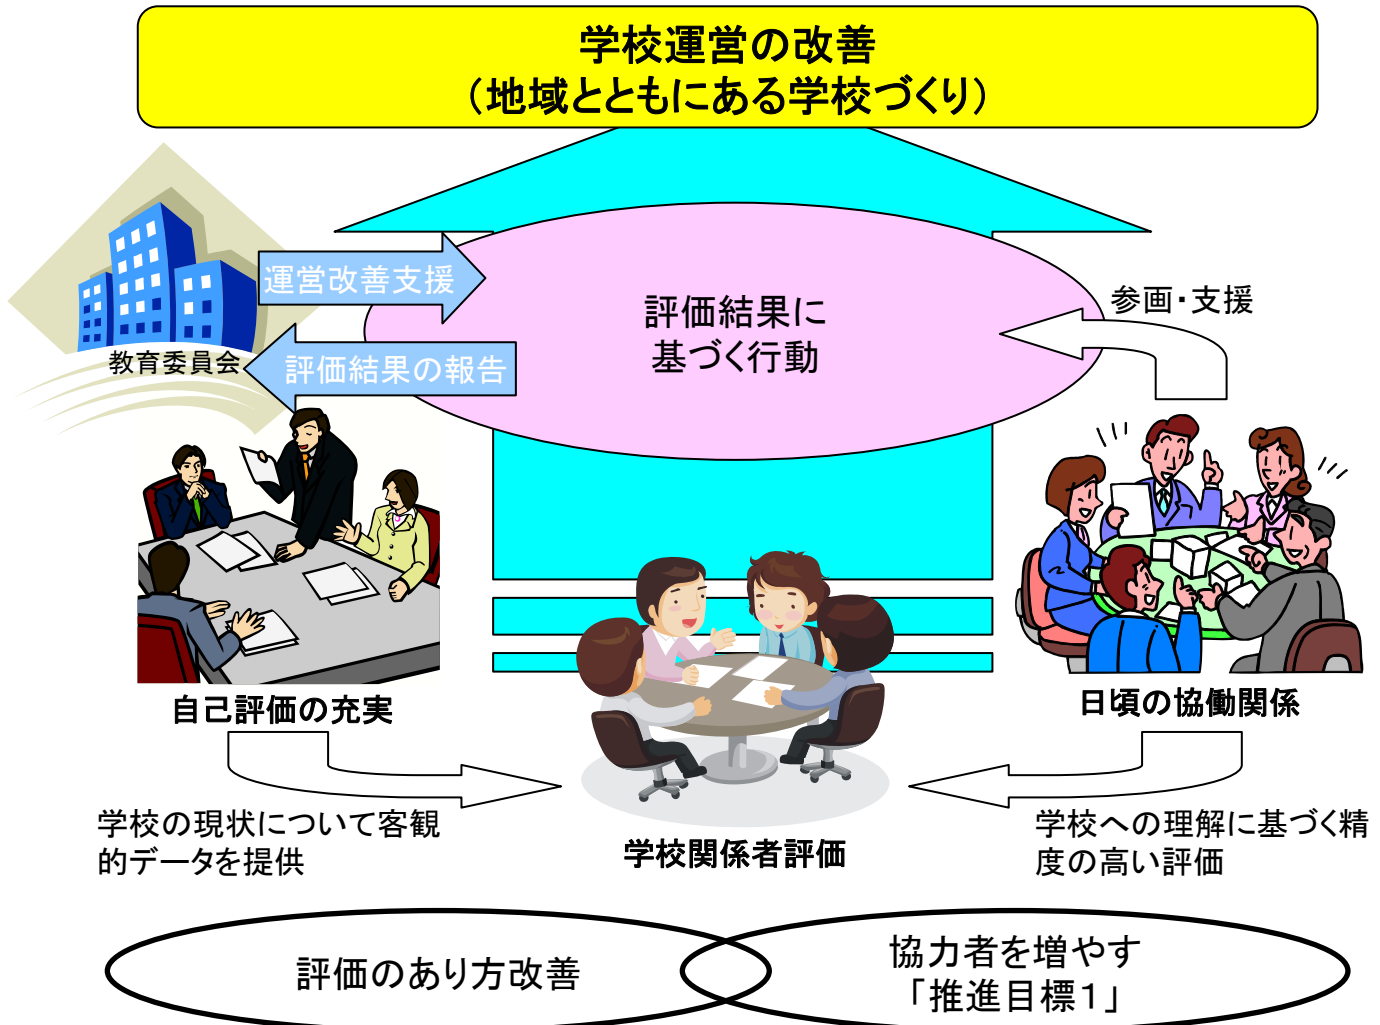 学校運営の改善
(地域とともにある学校づくり)
運営改善支援
教育委員会
評価結果の報告
評価結果に
基づく行動
参画・支援
自己評価の充実
日頃の協働関係
学校の現状について客観
的データを提供
学校関係者評価
学校への理解に基づく精
度の高い評価
評価のあり方改善
協力者を増やす
「推進目標1」